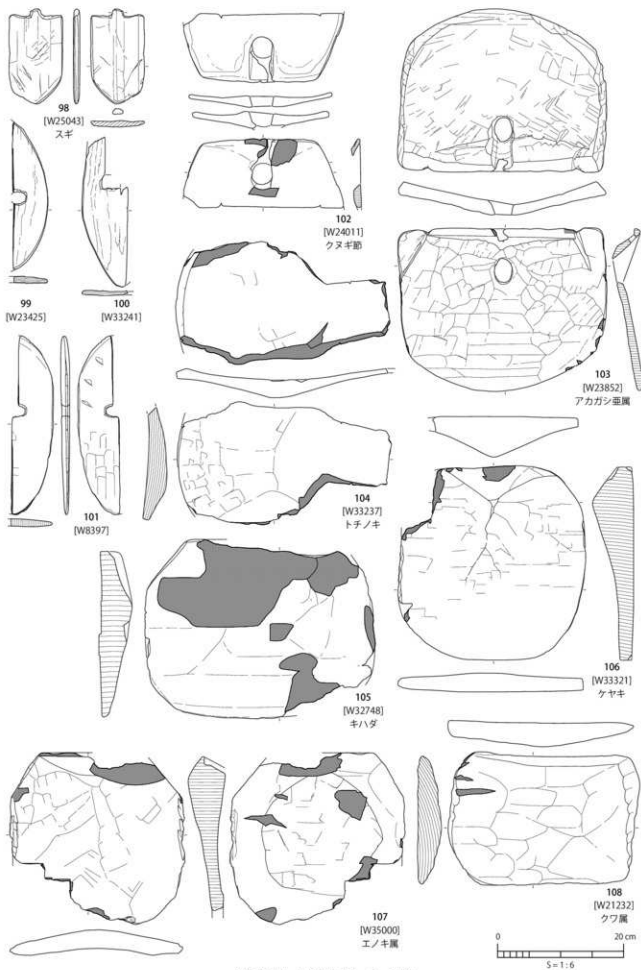 98
[W25043]
スギ
99
[W23425]
100
[W33241]
101
[W8397]
102
[W24011]
クヌギ節
103
[W23852]
アカガシ亜属
104
[W33237]
トチノキ
105
[W32748]
キハダ
106
[W33321]
ケヤキ
107
[W35000]
エノキ属
108
[W21232]
クワ属
0 20 cm
S = 1 : 6